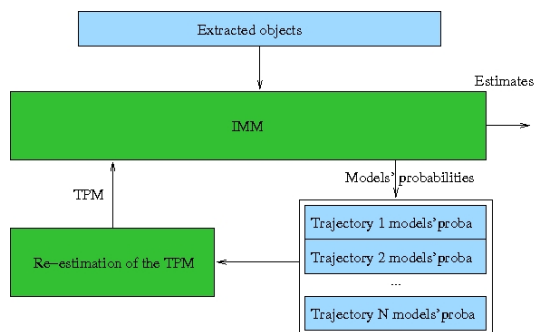 Extracted objects
Estimates
IMM
Models' probabilities
TPM
Trajectory 1 models'proba
Re-estimation of the TPM
Trajectory 2 models'proba
...
Trajectory N models'proba